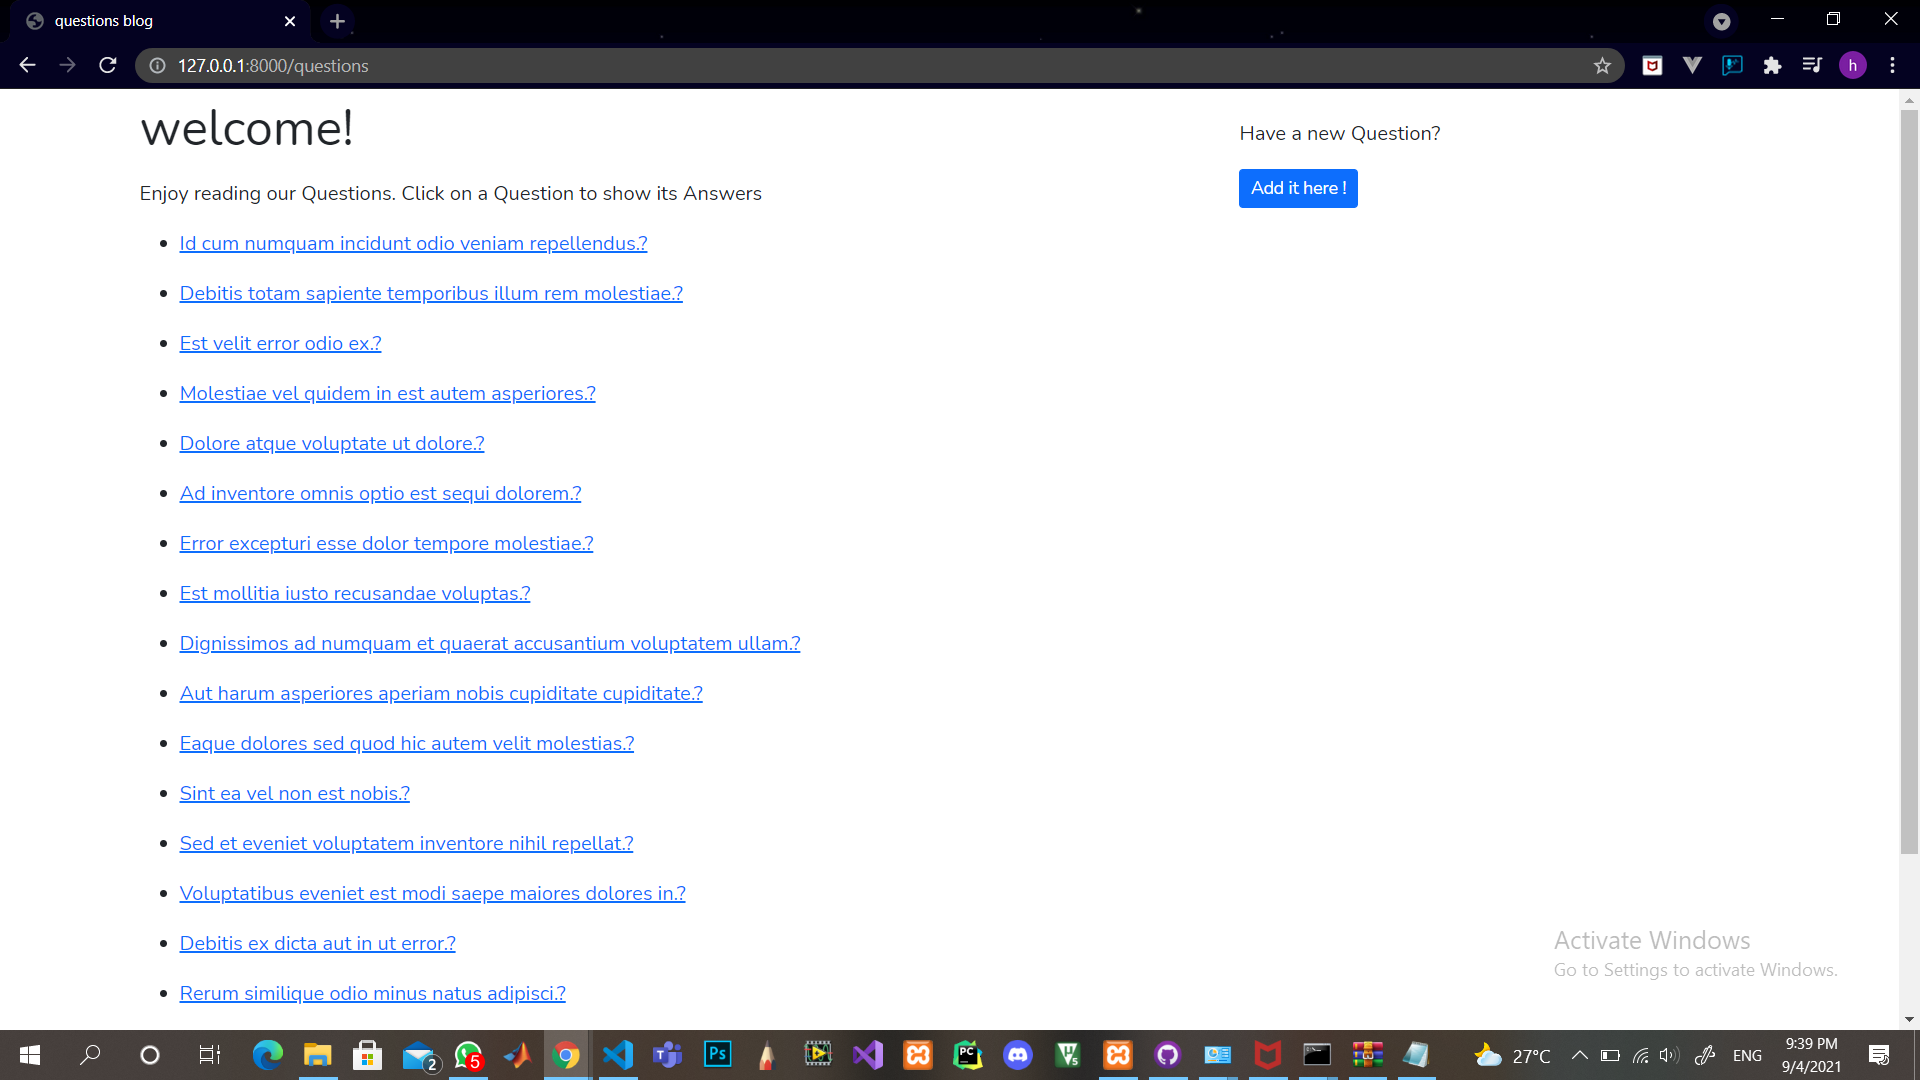 questions blog
127.0.0.1:8000/questions
h
welcome!
Have a new Question?
Add it here !
Enjoy reading our Questions. Click on a Question to show its Answers
Id cum numquam incidunt odio veniam repellendus.?
Debitis totam sapiente temporibus illum rem molestiae.?
Est velit error odio ex.?
Molestiae vel quidem in est autem asperiores.?
Dolore atque voluptate ut dolore.?
Ad inventore omnis optio est sequi dolorem.?
Error excepturi esse dolor tempore molestiae.?
Est mollitia iusto recusandae voluptas.?
Dignissimos ad numquam et quaerat accusantium voluptatem ullam.?
Aut harum asperiores aperiam nobis cupiditate cupiditate.?
Eaque dolores sed quod hic autem velit molestias.?
Sint ea vel non est nobis.?
Sed et eveniet voluptatem inventore nihil repellat.?
Voluptatibus eveniet est modi saepe maiores dolores in.?
Debitis ex dicta aut in ut error.?
Rerum similique odio minus natus adipisci.?
Activate Windows
Go to Settings to activate Windows.
2
5
Ps
PC
27°C
ENG
9:39 PM
9/4/2021